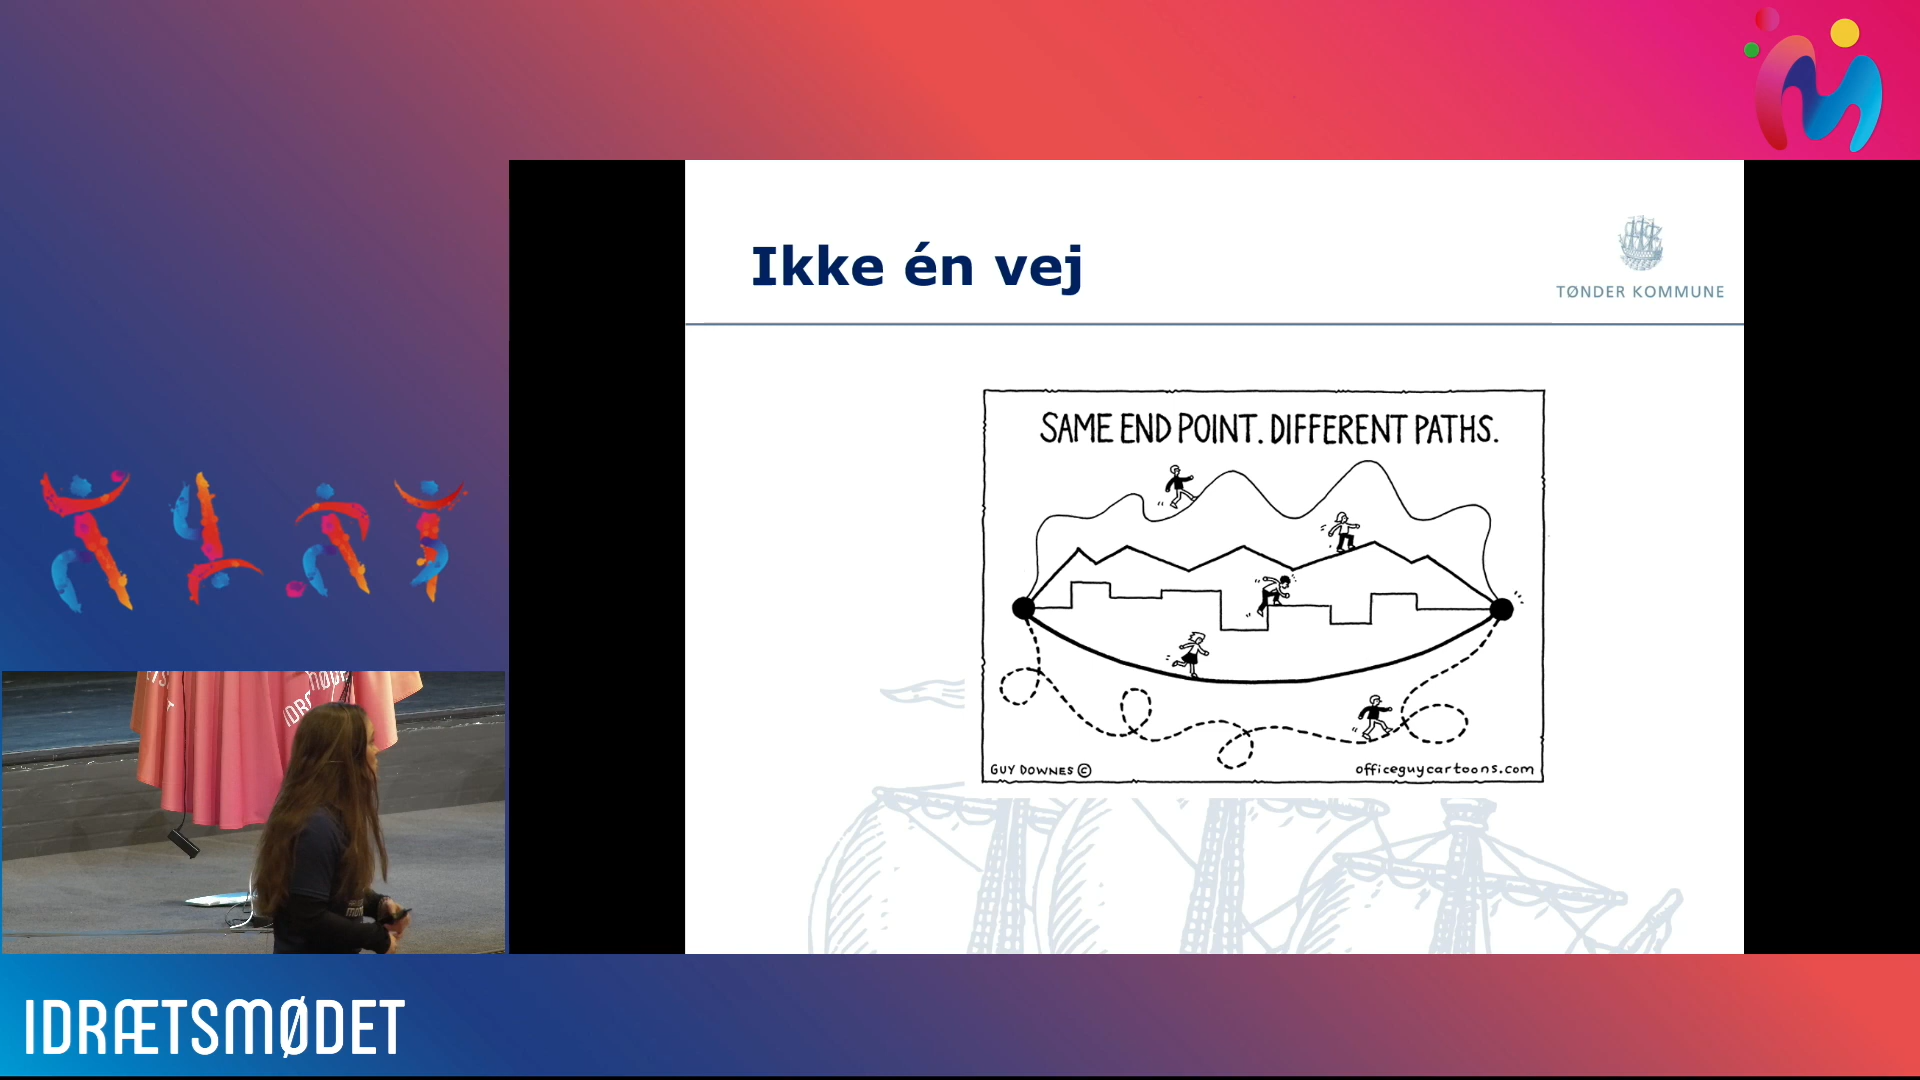 Ikke én vej
TØNDER KOMMUNE
SAME END POINT. DIFFERENT PATHS.
GUY DOWNES ©
officeguycartoons.com
IDRÆTSMØDET